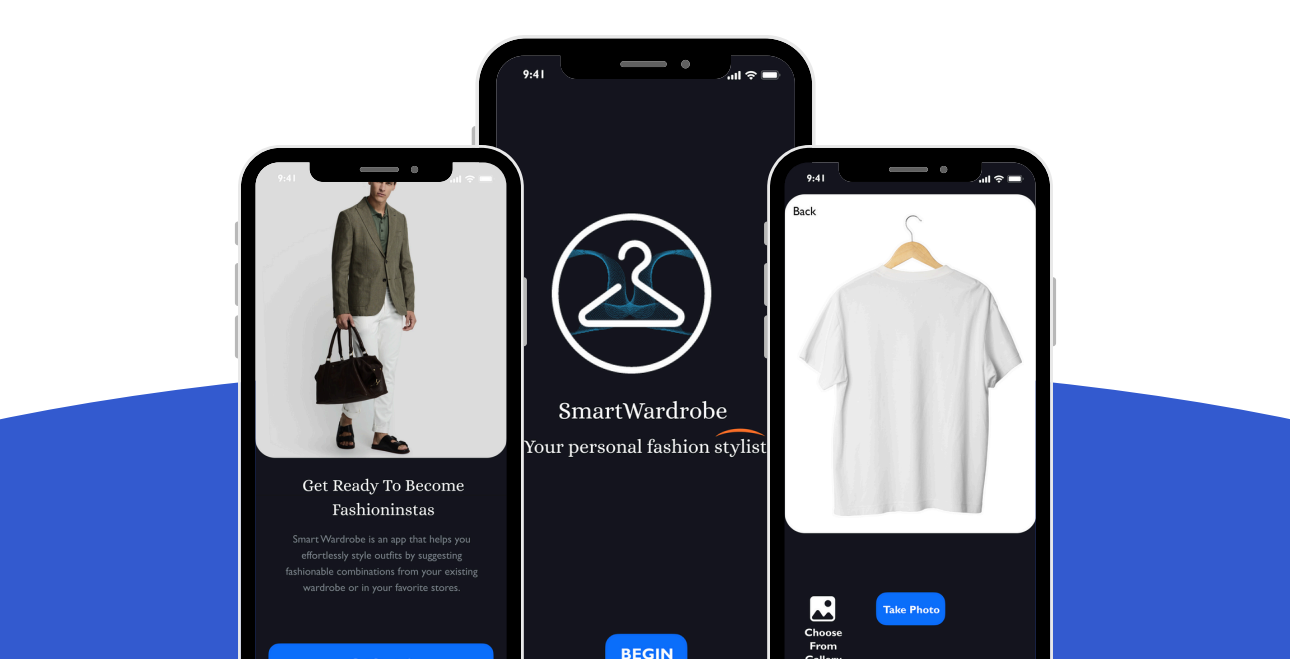 9:41
9:41
Get Ready To Become
Fashioninstas
Smart Wardrobe is an app that helps you
effortlessly style outfits by suggesting
fashionable combinations from your existing
wardrobe or in your favorite stores.
SmartWardrobe
Your personal fashion stylist
BEGIN
9:41
Back
Take Photo
Choose
From
Gallery